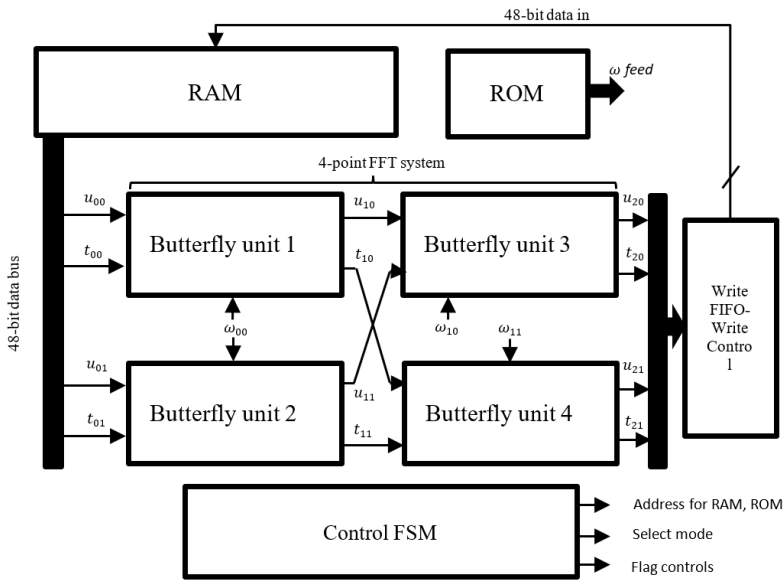 48-bit data in
RAM
ROM
ω feed
4-point FFT system
48-bit data bus
u₀₀
t₀₀
Butterfly unit 1
u₁₀
t₁₀
Butterfly unit 3
u₂₀
t₂₀
ω₀₀
ω₁₀
ω₁₁
Write
FIFO-
Write
Contro
l
u₀₁
t₀₁
Butterfly unit 2
u₁₁
t₁₁
Butterfly unit 4
u₂₁
t₂₁
Control FSM
Address for RAM, ROM
Select mode
Flag controls